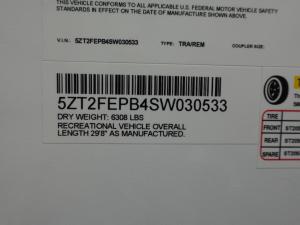 THIS VEHICLE CONFORMS TO ALL APPLICABLE U.S. FEDERAL MOTOR VEHICLE SAFETY
STANDARDS IN EFFECT ON THE DATE OF MANUFACTURE SHOWN ABOVE.
V.I.N.: 5ZT2FEPB4SW030533 TYPE: TRA/REM COUPLER SIZE:
5ZT2FEPB4SW030533
DRY WEIGHT: 6308 LBS
RECREATIONAL VEHICLE OVERALL
LENGTH 29'8" AS MANUFACTURED.
The
TIRE
FRONT
REAR
SPARE